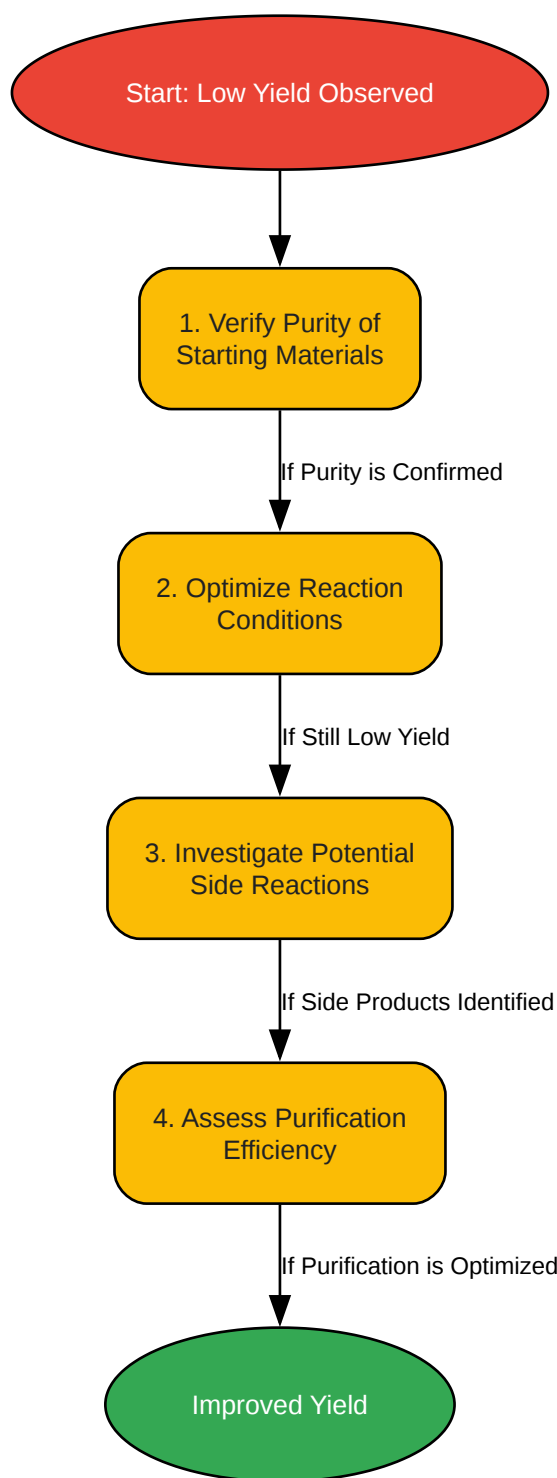 Start: Low Yield Observed
1. Verify Purity of
Starting Materials
If Purity is Confirmed
2. Optimize Reaction
Conditions
If Still Low Yield
3. Investigate Potential
Side Reactions
If Side Products Identified
4. Assess Purification
Efficiency
If Purification is Optimized
Improved Yield